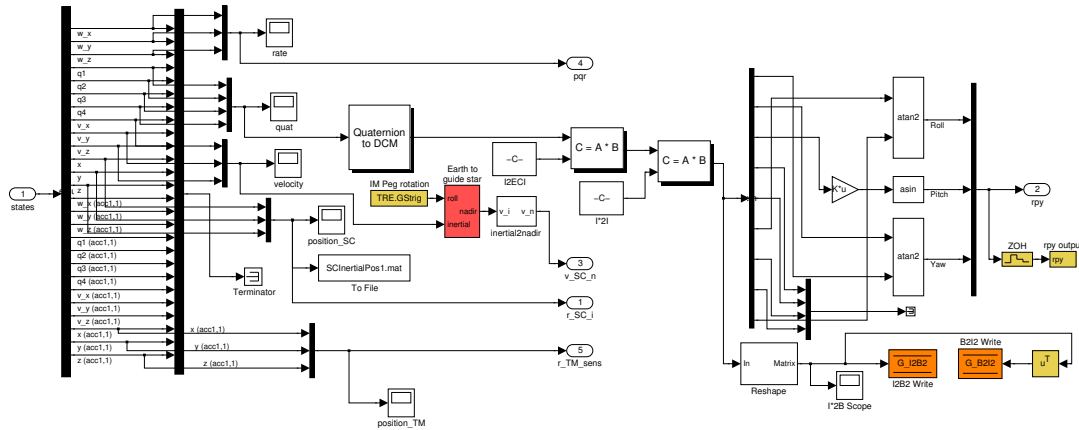 1
states
w_x
w_y
w_z
q1
q2
q3
q4
v_x
v_y
v_z
x
y
z
w_x (acc1,1)
w_y (acc1,1)
w_z (acc1,1)
q1 (acc1,1)
q2 (acc1,1)
q3 (acc1,1)
q4 (acc1,1)
v_x (acc1,1)
v_y (acc1,1)
v_z (acc1,1)
x (acc1,1)
y (acc1,1)
z (acc1,1)
x (acc1,1)
y (acc1,1)
z (acc1,1)
rate
quat
velocity
position_SC
Terminator
SCInertialPos1.mat
To File
position_TM
Quaternion
to DCM
IM Peg rotation
TRE.GStrig
Earth to
guide star
roll
nadir
inertial
v_i
v_n
inertial2nadir
4
pqr
3
v_SC_n
1
r_SC_i
5
r_TM_sens
C = A * B
-C-
I2ECI
C = A * B
-C-
I*2I
K*u
atan2
Roll
asin
Pitch
atan2
Yaw
2
rpy
ZOH
rpy outpu
rpy
In
Matrix
Reshape
I*2B Scope
G_I2B2
I2B2 Write
B2I2 Write
G_B2I2
uT